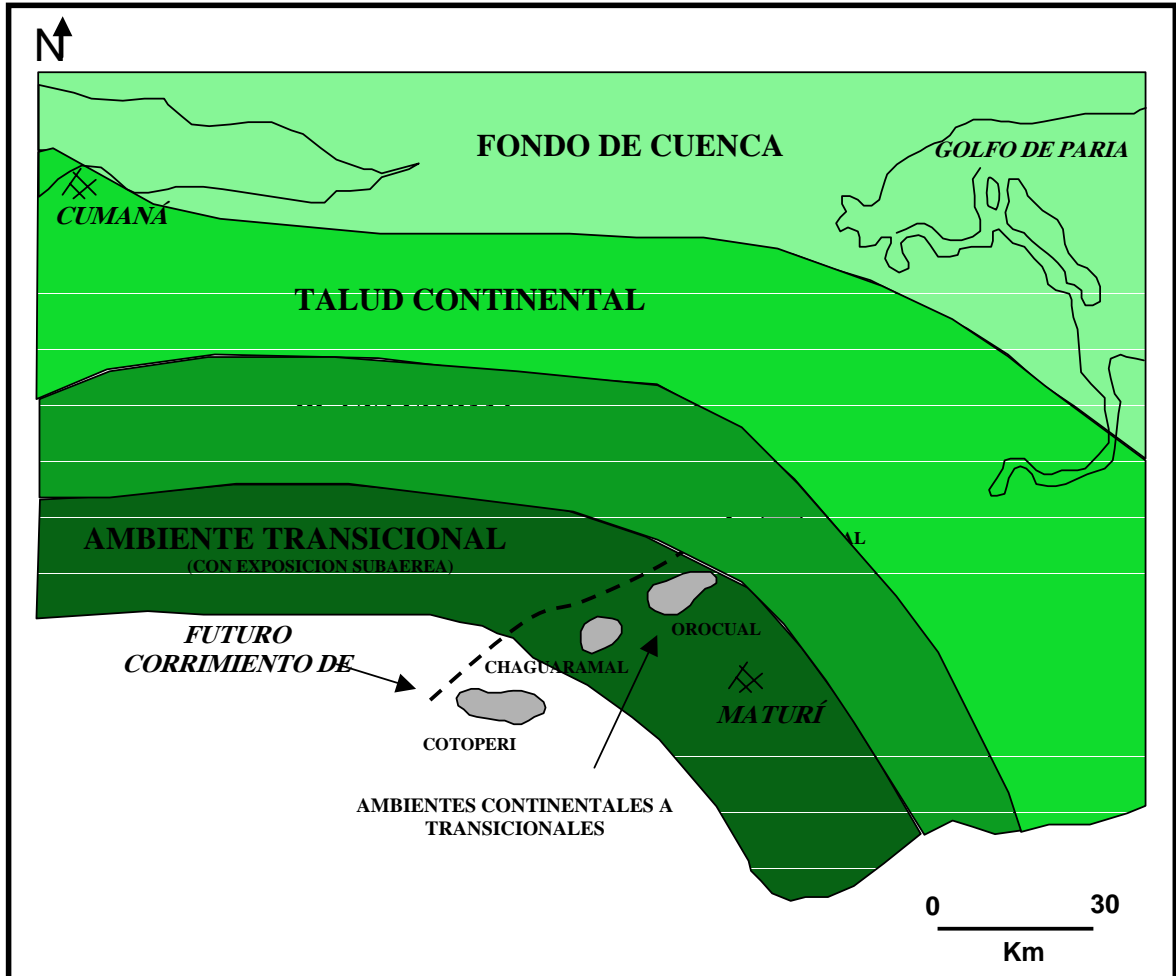 N
FONDO DE CUENCA
GOLFO DE PARIA
CUMANÁ
TALUD CONTINENTAL
AMBIENTE TRANSICIONAL
(CON EXPOSICION SUBAEREA)
AL
FUTURO
CORRIMIENTO DE
OROCUAL
CHAGUARAMAL
MATURÍ
COTOPERI
AMBIENTES CONTINENTALES A
TRANSICIONALES
0 30
Km